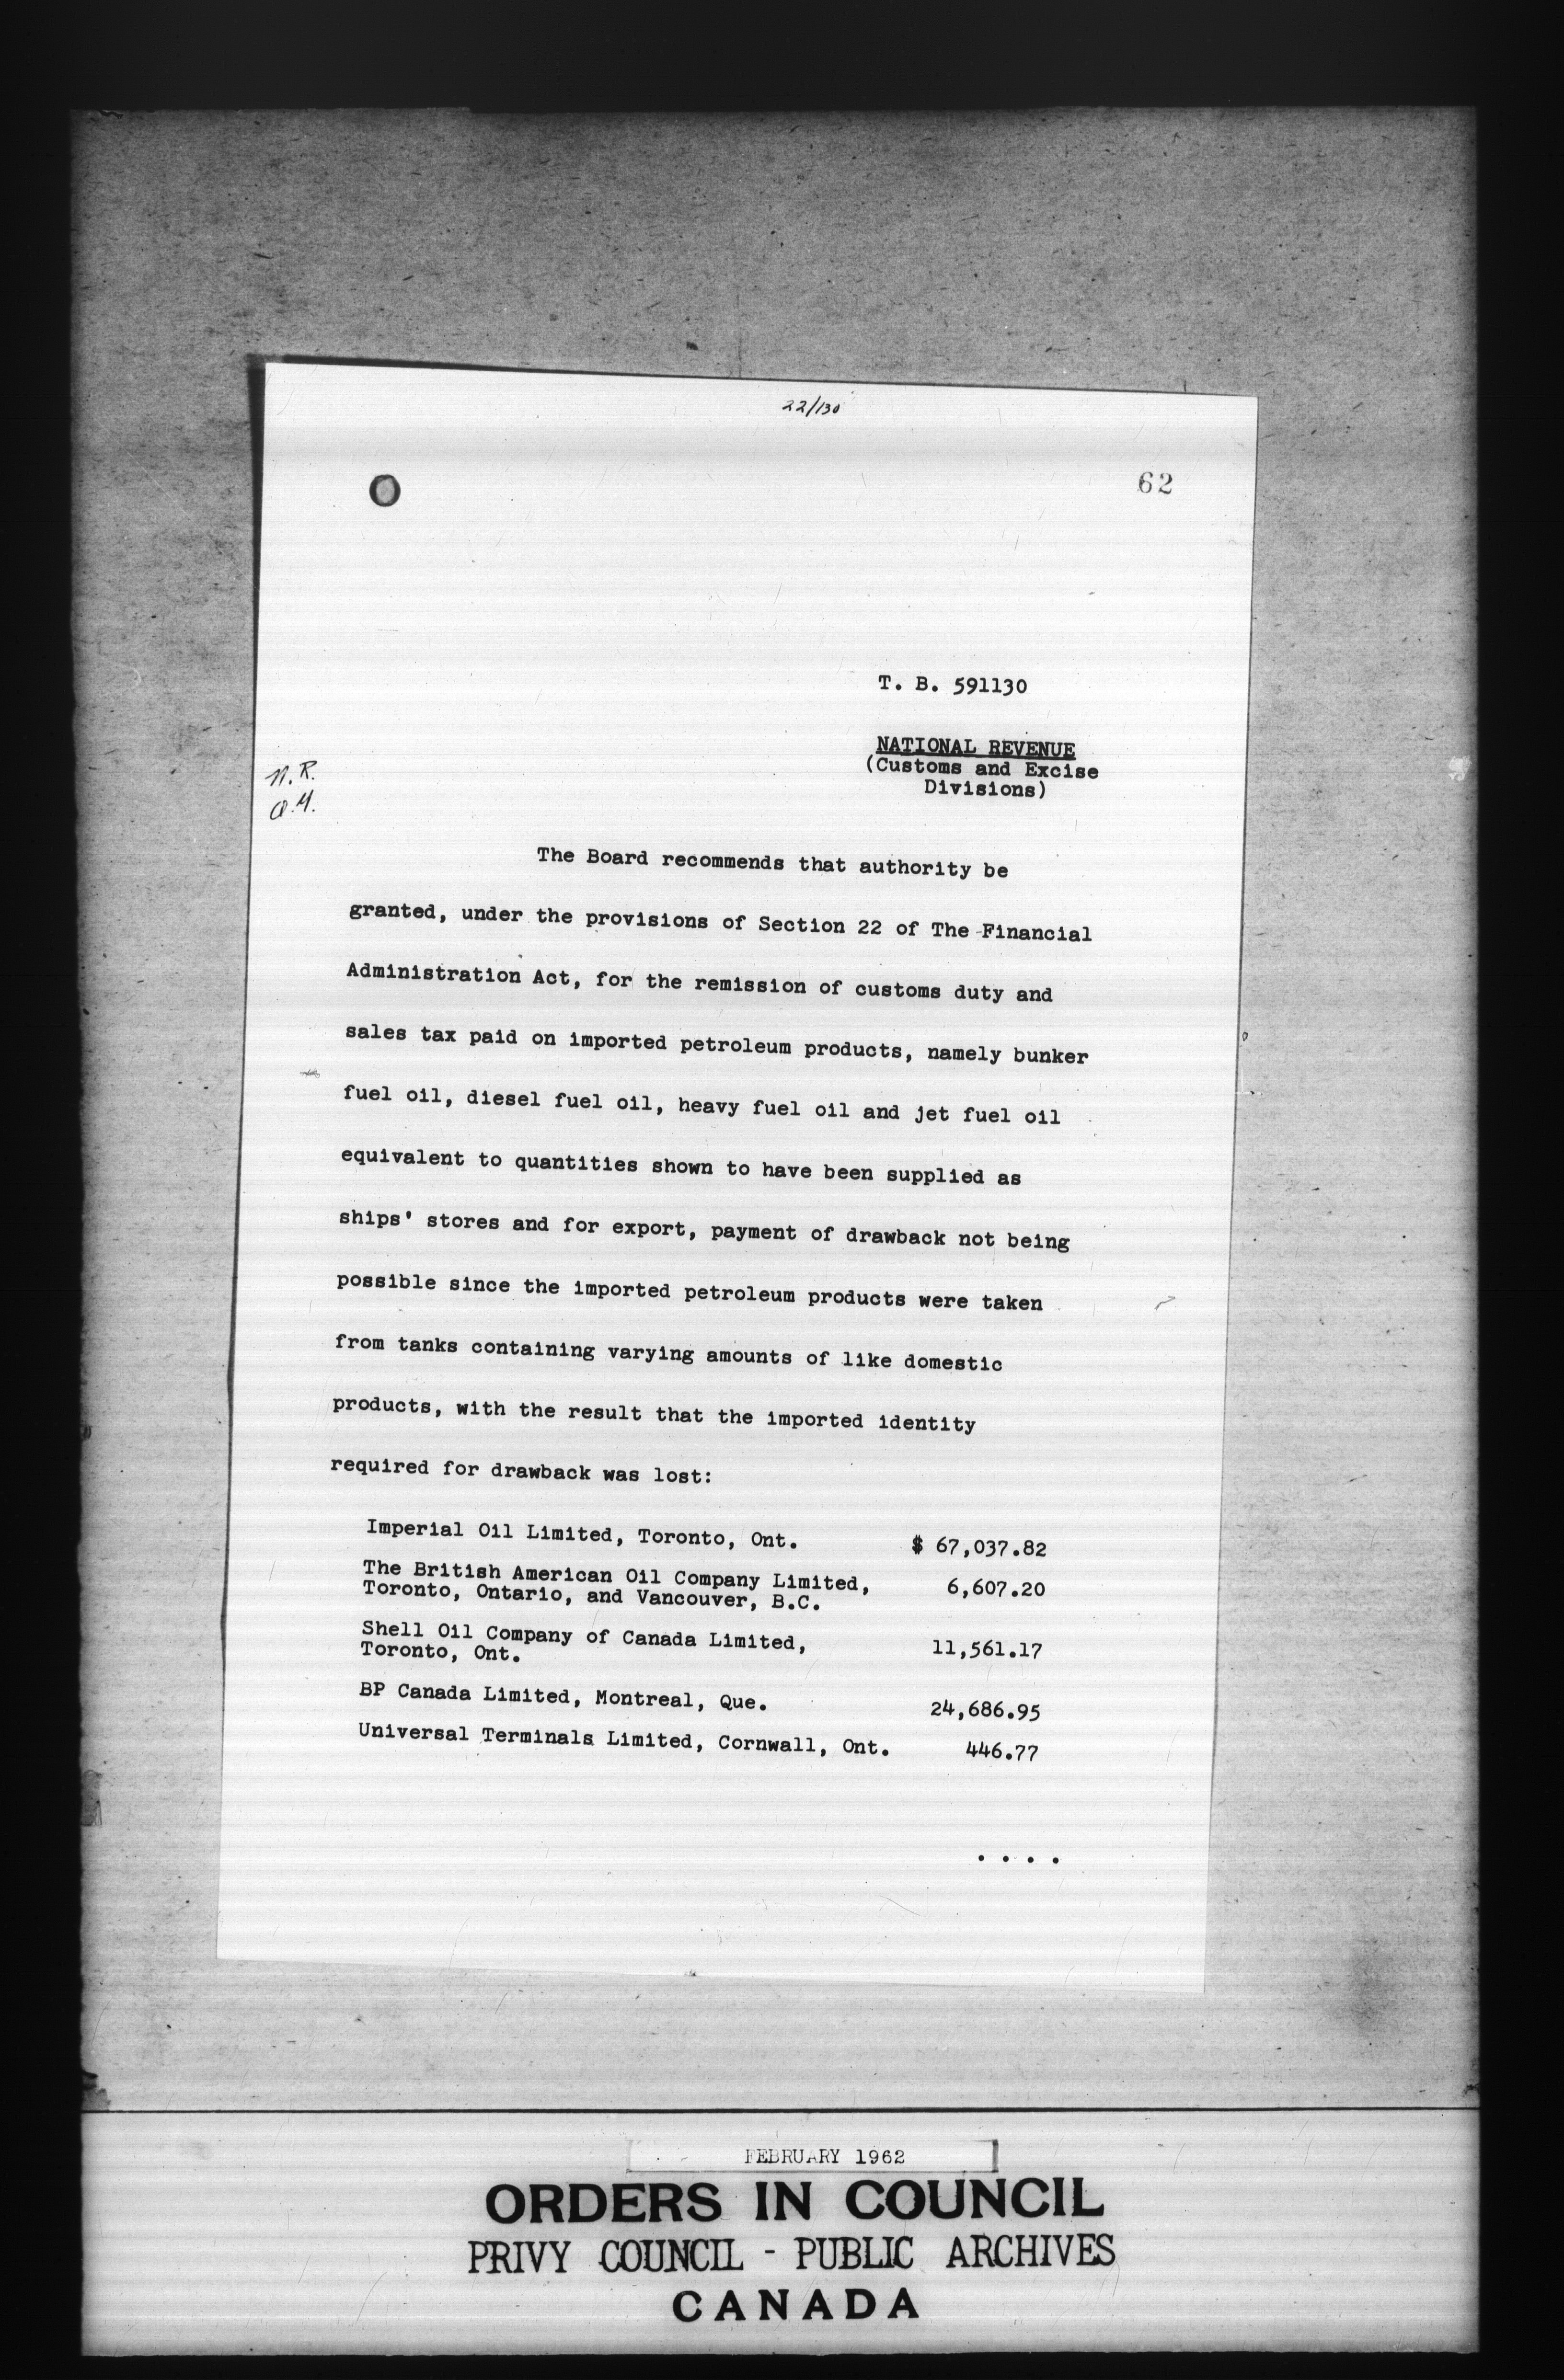 22/130
62
T. B. 591130
NATIONAL REVENUE
(Customs and Excise
Divisions)
N.R.
The Board recommends that authority be
granted, under the provisions of Section 22 of The Financial
Administration Act, for the remission of customs duty and
sales tax paid on imported petroleum products, namely bunker
fuel oil, diesel fuel oil, heavy fuel oil and jet fuel oil
equivalent to quantities shown to have been supplied as
ships' stores and for export, payment of drawback not being
possible since the imported petroleum products were taken
from tanks containing varying amounts of like domestic
products, with the result that the imported identity
required for drawback was lost:
Imperial Oil Limited, Toronto, Ont. $ 67,037.82
The British American Oil Company Limited,
Toronto, Ontario, and Vancouver, B.C. 6,607.20
Shell Oil Company of Canada Limited,
Toronto, Ont. 11,561.17
BP Canada Limited, Montreal, Que. 24,686.95
Universal Terminals Limited, Cornwall, Ont. 446.77
. . . .
FEBRUARY 1962
ORDERS IN COUNCIL
PRIVY COUNCIL - PUBLIC ARCHIVES
CANADA